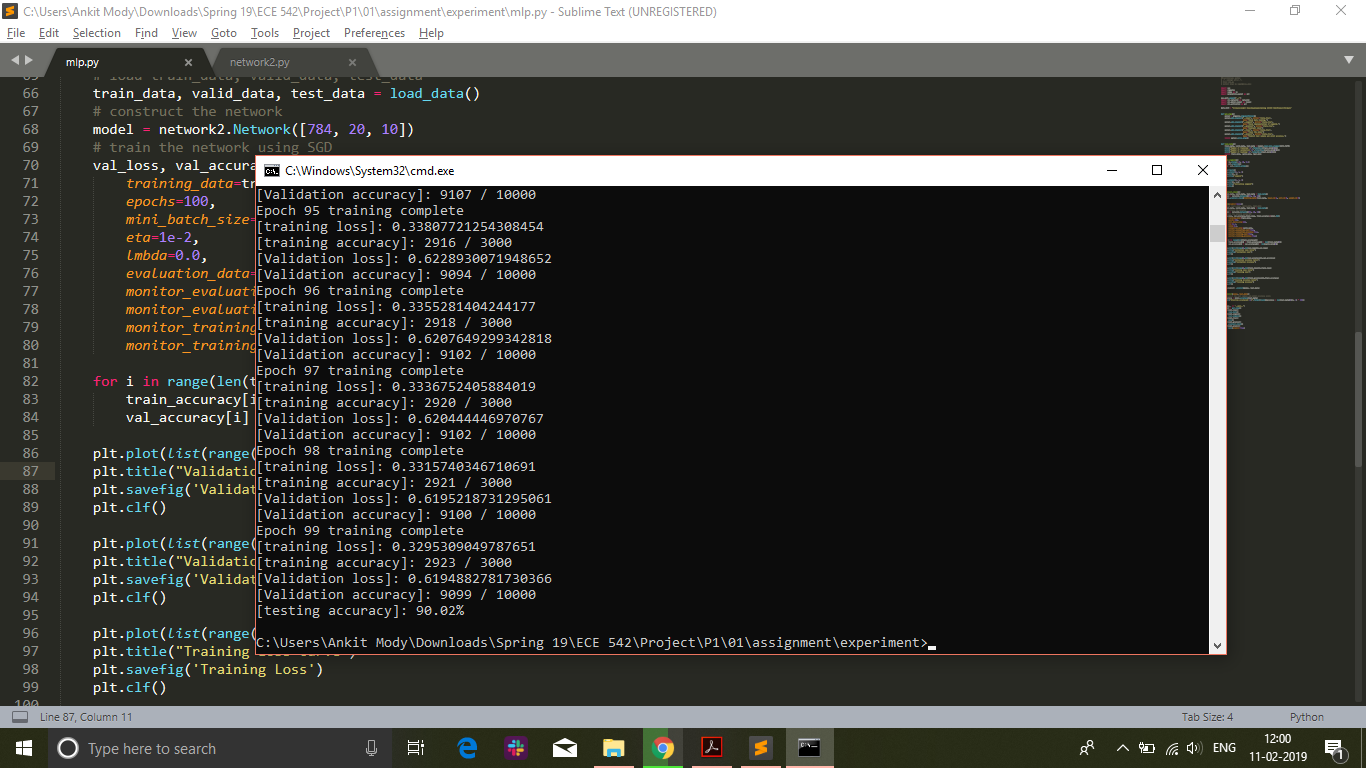 C:\Users\Ankit Mody\Downloads\Spring 19\ECE 542\Project\P1\01\assignment\experiment\mlp.py - Sublime Text (UNREGISTERED)
File Edit Selection Find View Goto Tools Project Preferences Help
mlp.py network2.py
65 # load train_data, valid_data, test_data
66 train_data, valid_data, test_data = load_data()
67 # construct the network
68 model = network2.Network([784, 20, 10])
69 # train the network using SGD
70 val_loss, val_accura
71 training_data=tr
72 epochs=100,
73 mini_batch_size=
74 eta=1e-2,
75 lmbda=0.0,
76 evaluation_data=
77 monitor_evaluati
78 monitor_evaluati
79 monitor_training
80 monitor_training
81
82 for i in range(len(t
83 train_accuracy[i
84 val_accuracy[i]
85
86 plt.plot(list(range(
87 plt.title("Validatio
88 plt.savefig('Validat
89 plt.clf()
90
91 plt.plot(list(range(
92 plt.title("Validatio
93 plt.savefig('Validat
94 plt.clf()
95
96 plt.plot(list(range(
97 plt.title("Training Loss Curve")
98 plt.savefig('Training Loss')
99 plt.clf()
100
C:\Windows\System32\cmd.exe
[Validation accuracy]: 9107 / 10000
Epoch 95 training complete
[training loss]: 0.33807721254308454
[training accuracy]: 2916 / 3000
[Validation loss]: 0.6228930071948652
[Validation accuracy]: 9094 / 10000
Epoch 96 training complete
[training loss]: 0.3355281404244177
[training accuracy]: 2918 / 3000
[Validation loss]: 0.6207649299342818
[Validation accuracy]: 9102 / 10000
Epoch 97 training complete
[training loss]: 0.3336752405884019
[training accuracy]: 2920 / 3000
[Validation loss]: 0.620444446970767
[Validation accuracy]: 9102 / 10000
Epoch 98 training complete
[training loss]: 0.3315740346710691
[training accuracy]: 2921 / 3000
[Validation loss]: 0.6195218731295061
[Validation accuracy]: 9100 / 10000
Epoch 99 training complete
[training loss]: 0.3295309049787651
[training accuracy]: 2923 / 3000
[Validation loss]: 0.6194882781730366
[Validation accuracy]: 9099 / 10000
[testing accuracy]: 90.02%
C:\Users\Ankit Mody\Downloads\Spring 19\ECE 542\Project\P1\01\assignment\experiment>
Line 87, Column 11 Tab Size: 4 Python
Type here to search
ENG
12:00
11-02-2019
1